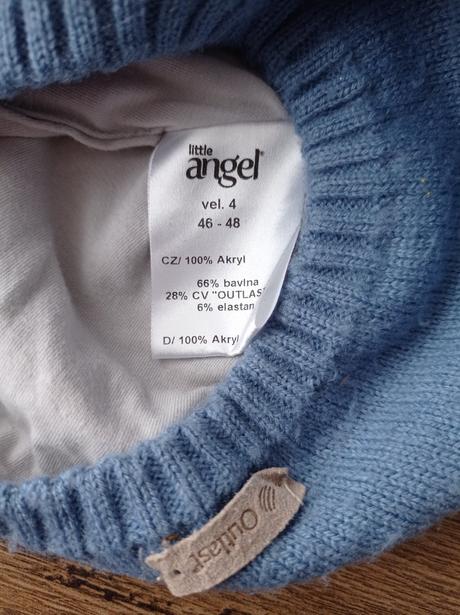 little
angel®
vel. 4
46 - 48
CZ/ 100% Akryl
66% bavlna
28% CV "OUTLAS
6% elastan
D/ 100% Akryl
Outlast